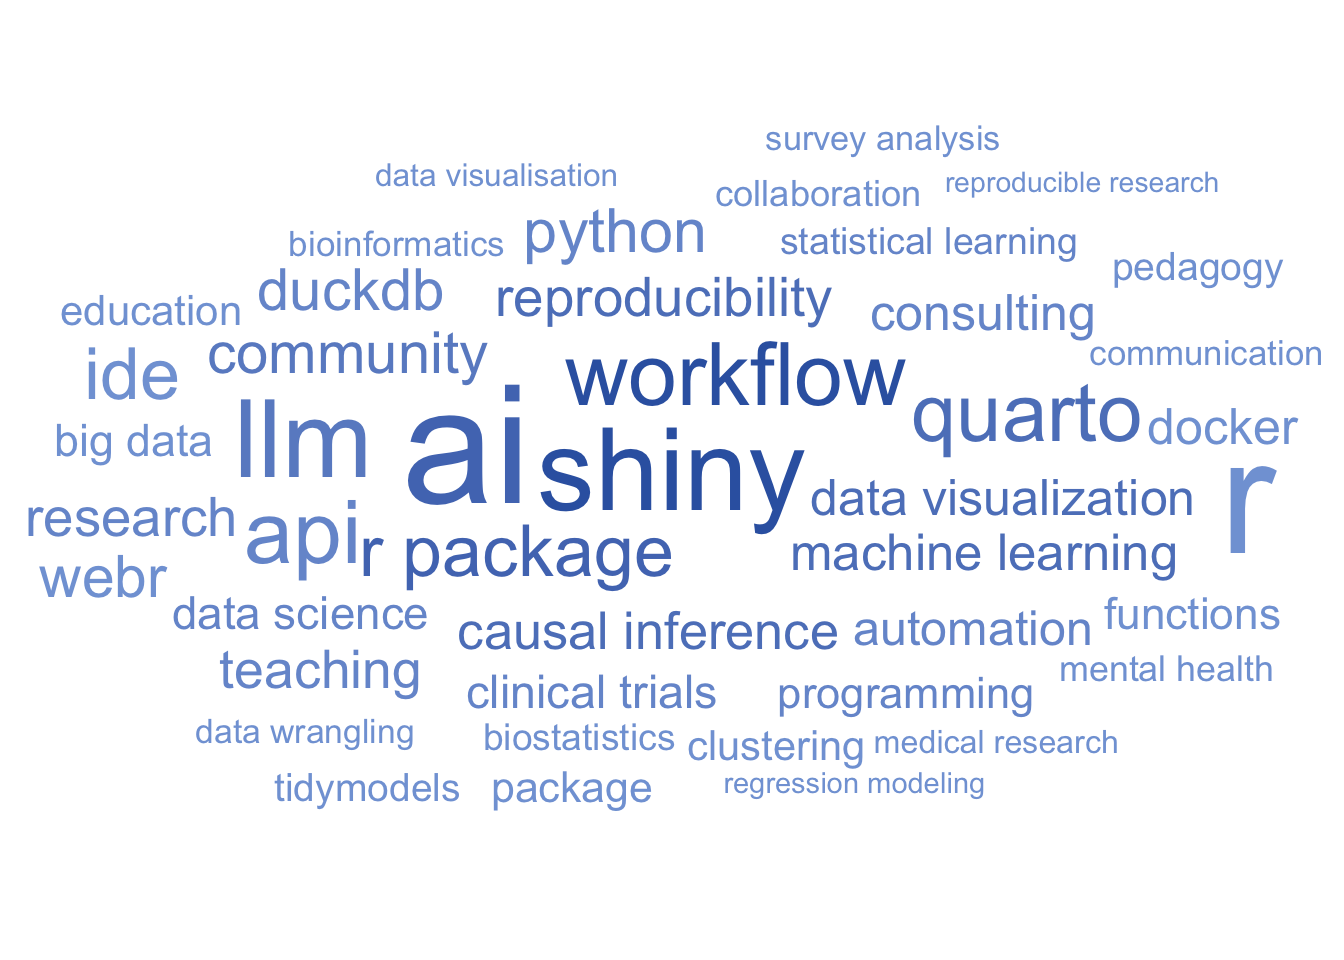 survey analysis
data visualisation
reproducible research
collaboration
python
statistical learning
bioinformatics
pedagogy
duckdb
reproducibility
education
consulting
community
communication
ide
workflow
quarto
docker
llm
big data
ai
shiny
data visualization
r
research
api
r package
machine learning
webr
data science
functions
causal inference
automation
teaching
mental health
clinical trials
programming
data wrangling
biostatistics
clustering
medical research
tidymodels
package
regression modeling